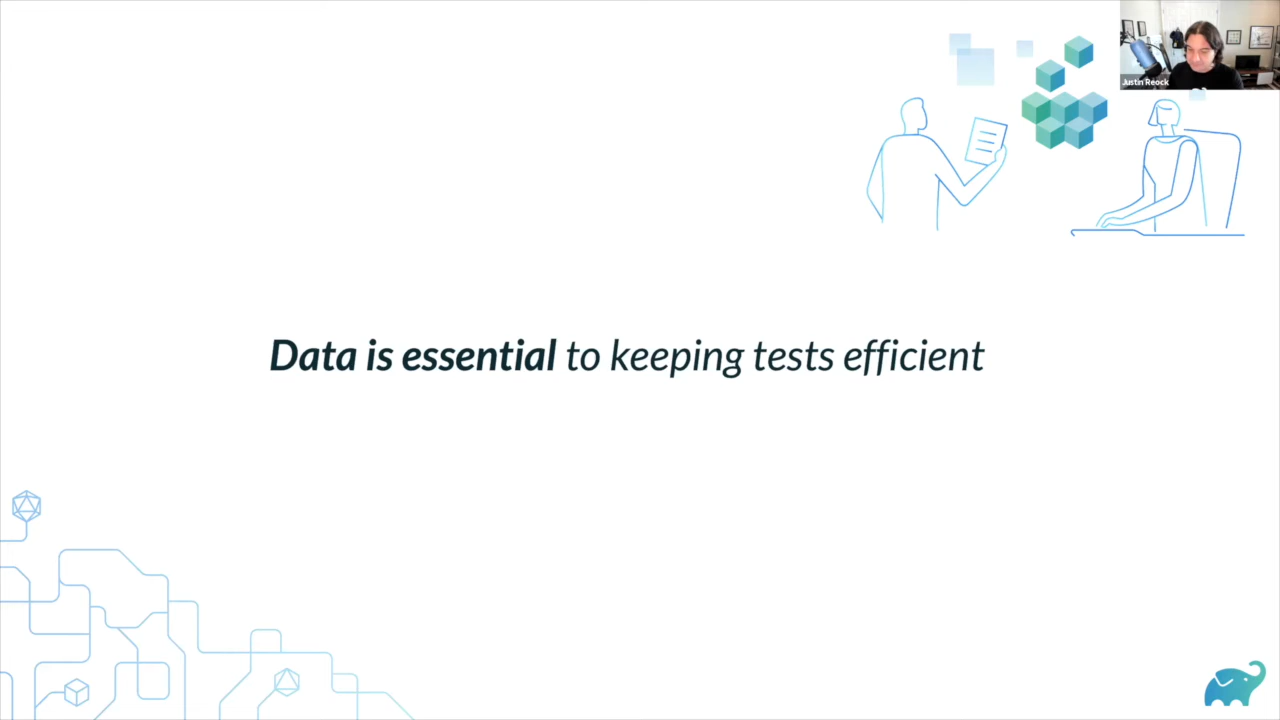 Justin Reock
Data is essential to keeping tests efficient